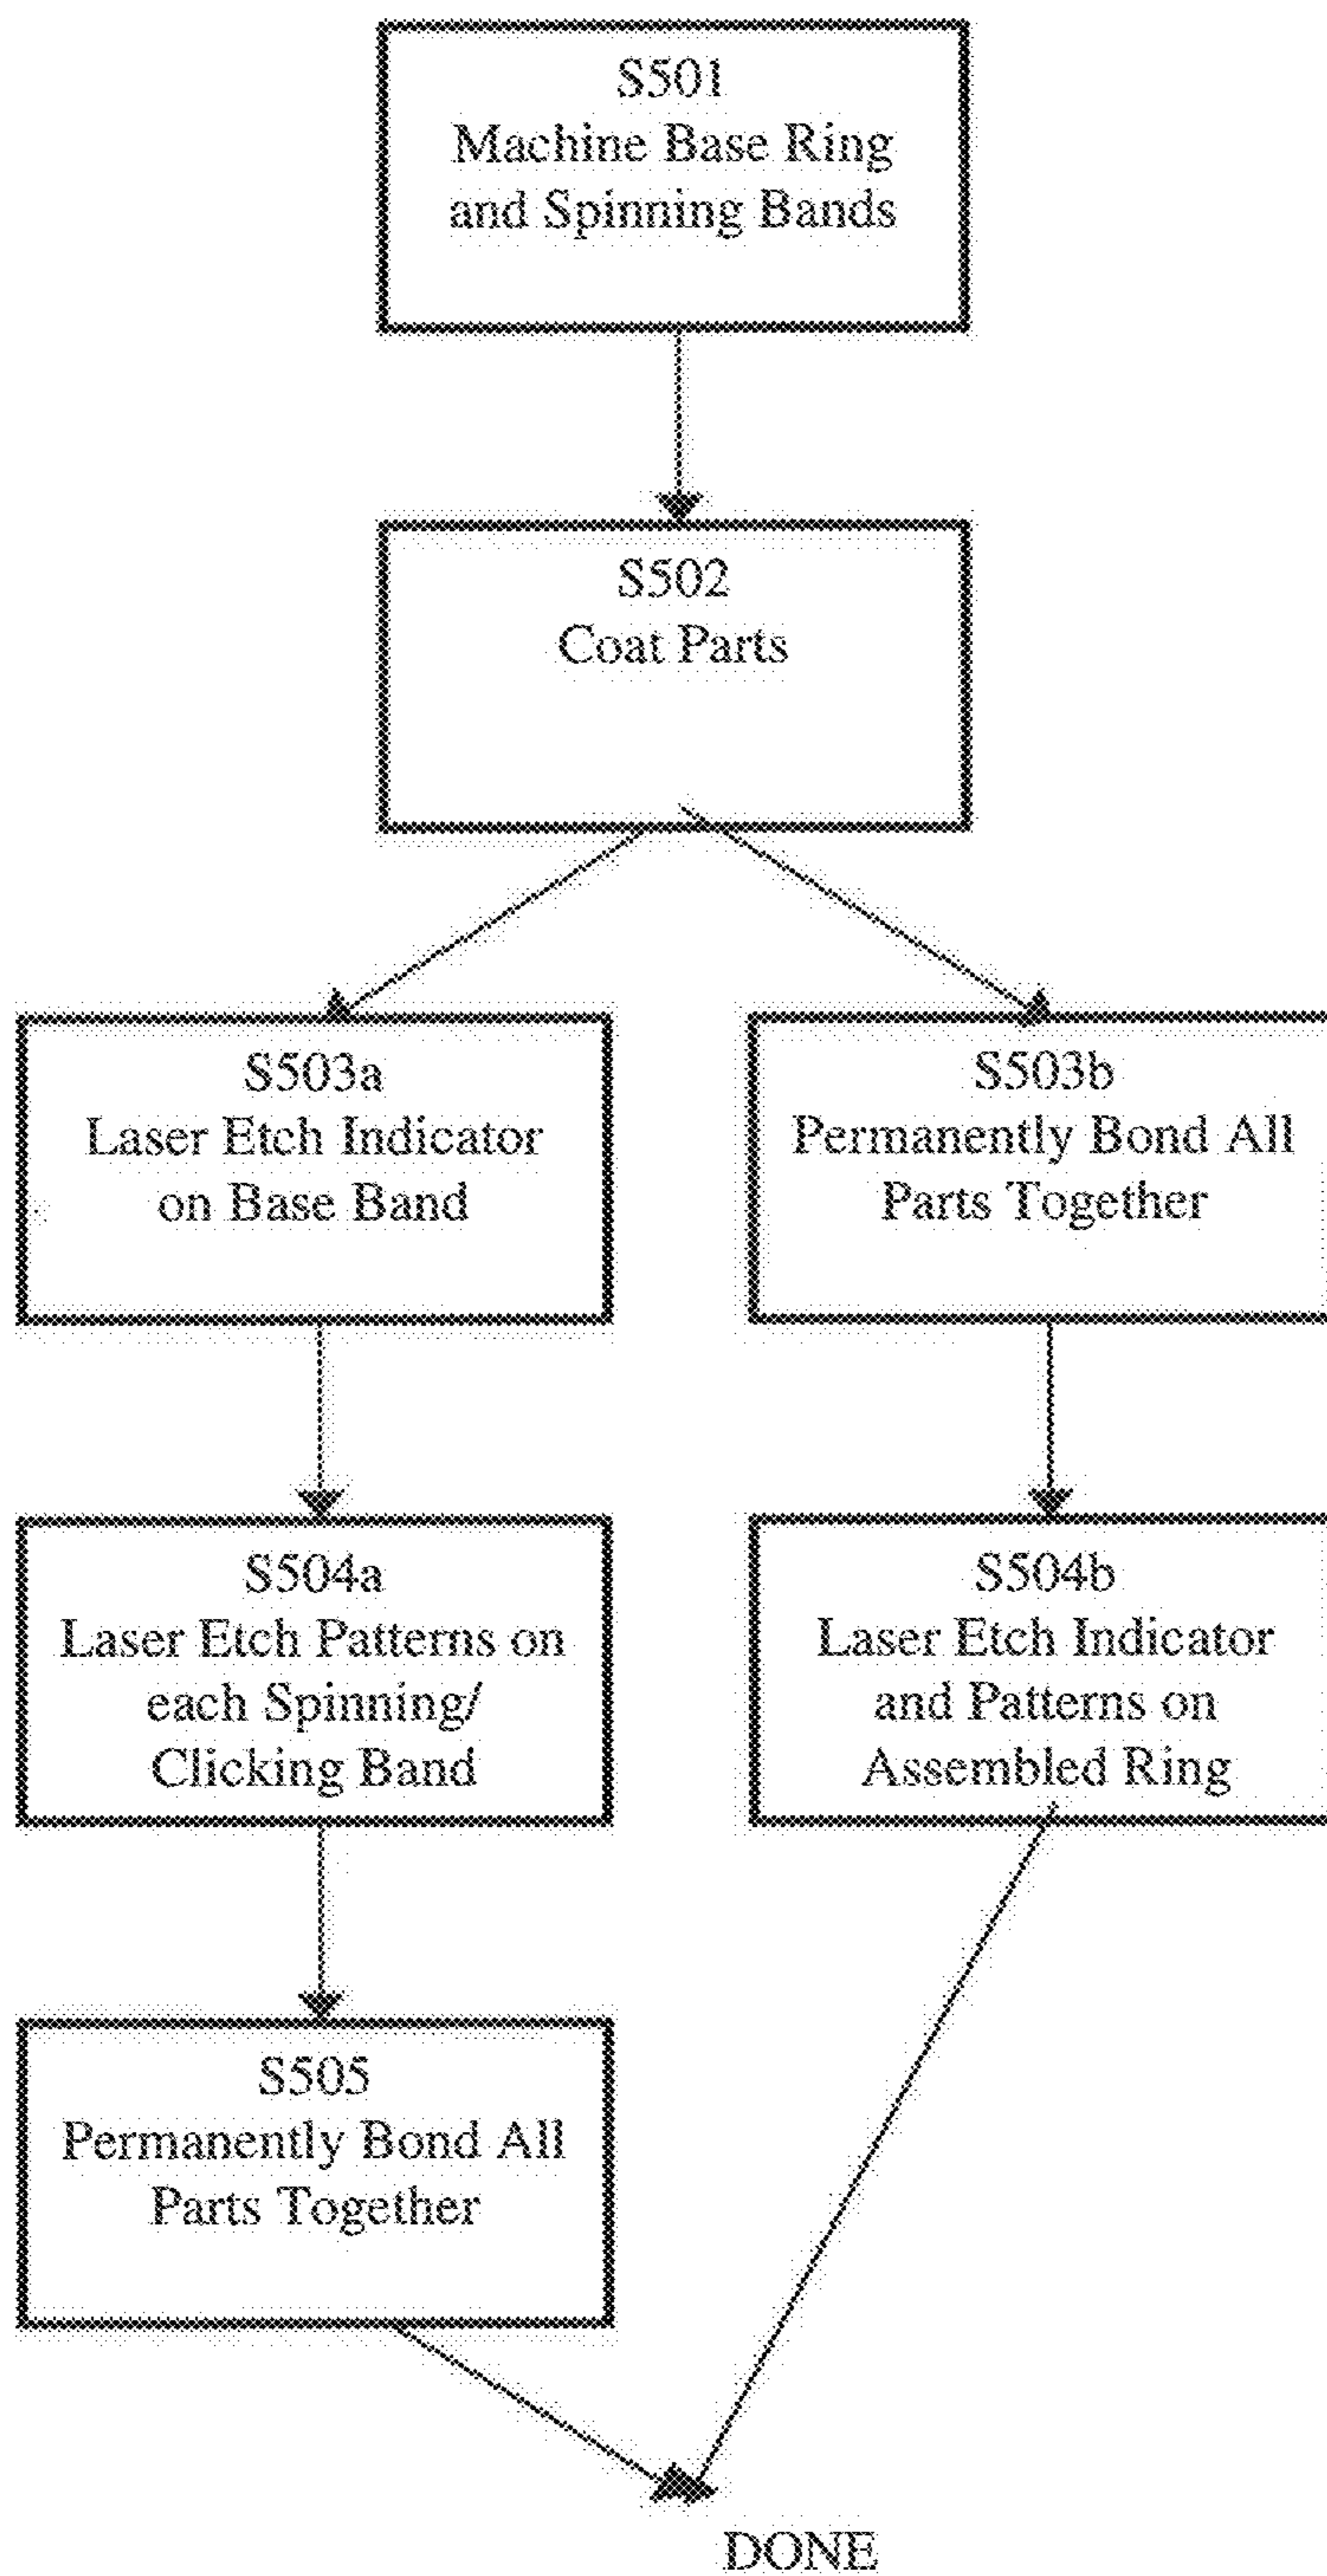 S501
Machine Base Ring
and Spinning Bands
S502
Coat Parts
S503a
Laser Etch Indicator
on Base Band
S503b
Permanently Bond All
Parts Together
S504a
Laser Etch Patterns on
each Spinning/
Clicking Band
S504b
Laser Etch Indicator
and Patterns on
Assembled Ring
S505
Permanently Bond All
Parts Together
DONE